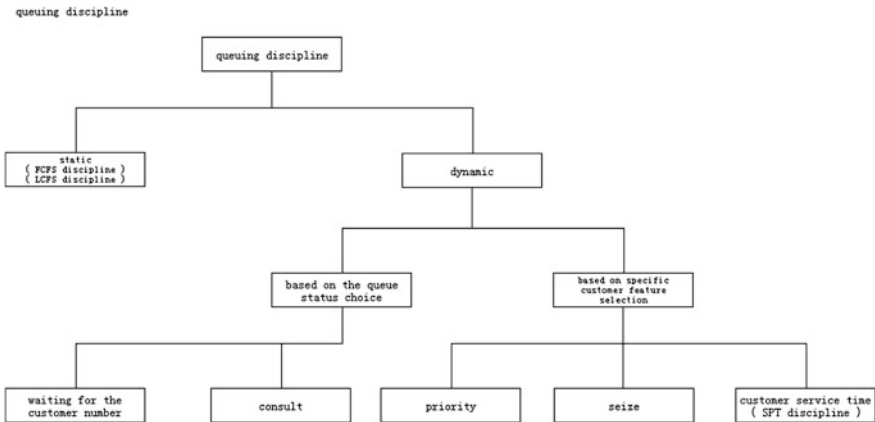 queuing discipline
queuing discipline
static
( FCFS discipline )
( LCFS discipline )
dynamic
based on the queue
status choice
based on specific
customer feature
selection
waiting for the
customer number
consult
priority
seize
customer service time
( SPT discipline )